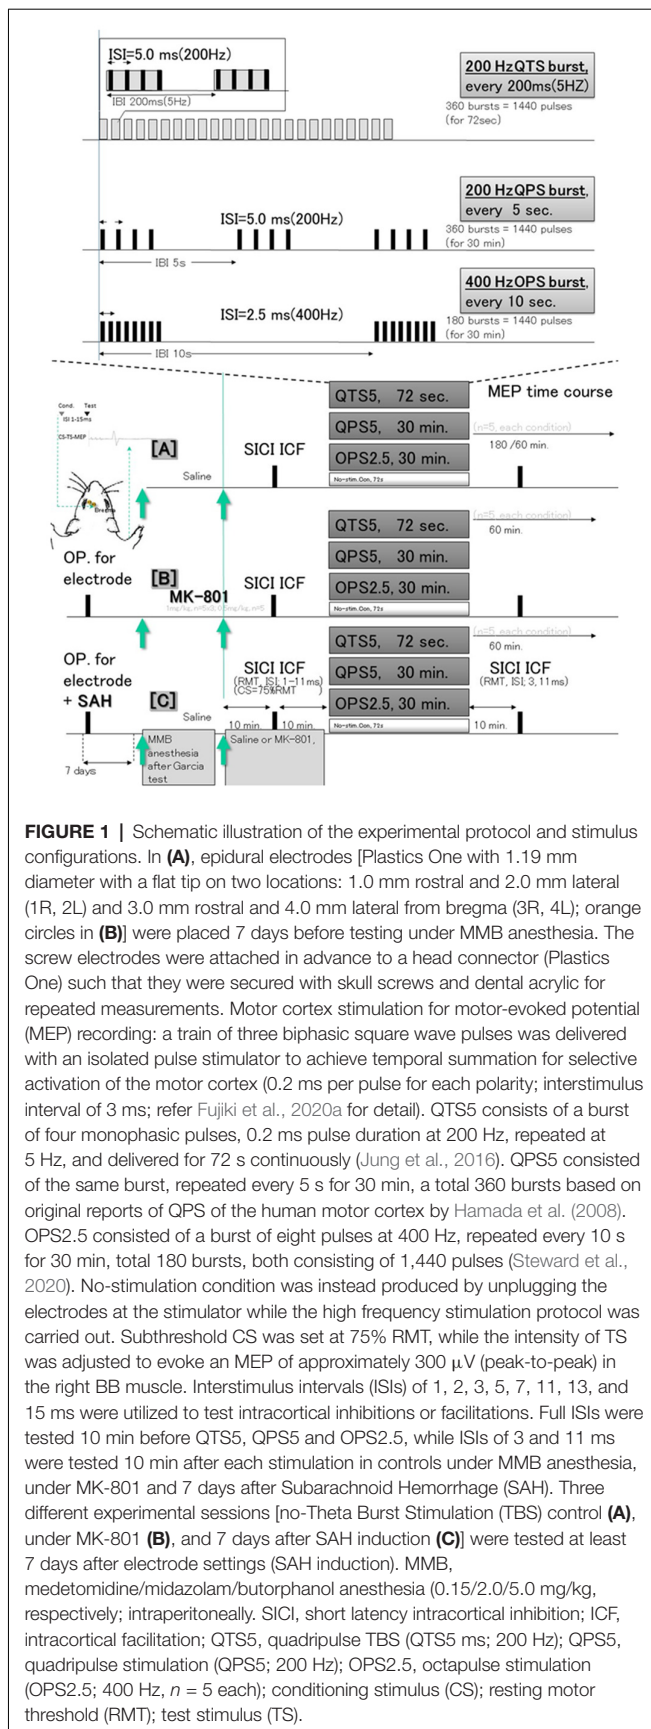 ISI=5.0 ms(200Hz)
IBI 200ms(5Hz)
200 HzQTS burst,
every 200ms(5HZ)
360 bursts = 1440 pulses
(for 72sec)
ISI=5.0 ms(200Hz)
IBI 5s
200 HzQPS burst,
every 5 sec.
360 bursts = 1440 pulses
(for 30 min)
ISI=2.5 ms(400Hz)
IBI 10s
400 HzOPS burst,
every 10 sec.
180 bursts = 1440 pulses
(for 30 min)
Cond. Test
ISI 1-15ms
CS-TS-MEP
Bregma
[A]
Saline
SICI ICF
QTS5, 72 sec.
QPS5, 30 min.
OPS2.5, 30 min.
No-stim.Con, 72s
MEP time course
(n=5, each condition)
180 /60 min.
OP. for
electrode
[B]
MK-801
SICI ICF
QTS5, 72 sec.
QPS5, 30 min.
OPS2.5, 30 min.
No-stim.Con, 72s
(n=5, each condition)
60 min.
OP. for
electrode
+ SAH
[C]
Saline
SICI ICF
(RMT, ISI; 1-11ms)
(CS=75%RMT )
10 min. 10 min.
QTS5, 72 sec.
QPS5, 30 min.
OPS2.5, 30 min.
No-stim.Con, 72s
(n=5, each condition)
60 min.
SICI ICF
(RMT, ISI; 3, 11ms)
10 min.
7 days
MMB
anesthesia
after Garcia
test
Saline or MK-801,
FIGURE 1 | Schematic illustration of the experimental protocol and stimulus
configurations. In (A), epidural electrodes [Plastics One with 1.19 mm
diameter with a flat tip on two locations: 1.0 mm rostral and 2.0 mm lateral
(1R, 2L) and 3.0 mm rostral and 4.0 mm lateral from bregma (3R, 4L); orange
circles in (B)] were placed 7 days before testing under MMB anesthesia. The
screw electrodes were attached in advance to a head connector (Plastics
One) such that they were secured with skull screws and dental acrylic for
repeated measurements. Motor cortex stimulation for motor-evoked potential
(MEP) recording: a train of three biphasic square wave pulses was delivered
with an isolated pulse stimulator to achieve temporal summation for selective
activation of the motor cortex (0.2 ms per pulse for each polarity; interstimulus
interval of 3 ms; refer Fujiki et al., 2020a for detail). QTS5 consists of a burst
of four monophasic pulses, 0.2 ms pulse duration at 200 Hz, repeated at
5 Hz, and delivered for 72 s continuously (Jung et al., 2016). QPS5 consisted
of the same burst, repeated every 5 s for 30 min, a total 360 bursts based on
original reports of QPS of the human motor cortex by Hamada et al. (2008).
OPS2.5 consisted of a burst of eight pulses at 400 Hz, repeated every 10 s
for 30 min, total 180 bursts, both consisting of 1,440 pulses (Steward et al.,
2020). No-stimulation condition was instead produced by unplugging the
electrodes at the stimulator while the high frequency stimulation protocol was
carried out. Subthreshold CS was set at 75% RMT, while the intensity of TS
was adjusted to evoke an MEP of approximately 300 μV (peak-to-peak) in
the right BB muscle. Interstimulus intervals (ISIs) of 1, 2, 3, 5, 7, 11, 13, and
15 ms were utilized to test intracortical inhibitions or facilitations. Full ISIs were
tested 10 min before QTS5, QPS5 and OPS2.5, while ISIs of 3 and 11 ms
were tested 10 min after each stimulation in controls under MMB anesthesia,
under MK-801 and 7 days after Subarachnoid Hemorrhage (SAH). Three
different experimental sessions [no-Theta Burst Stimulation (TBS) control (A),
under MK-801 (B), and 7 days after SAH induction (C)] were tested at least
7 days after electrode settings (SAH induction). MMB,
medetomidine/midazolam/butorphanol anesthesia (0.15/2.0/5.0 mg/kg,
respectively; intraperitoneally. SICI, short latency intracortical inhibition; ICF,
intracortical facilitation; QTS5, quadripulse TBS (QTS5 ms; 200 Hz); QPS5,
quadripulse stimulation (QPS5; 200 Hz); OPS2.5, octapulse stimulation
(OPS2.5; 400 Hz, n = 5 each); conditioning stimulus (CS); resting motor
threshold (RMT); test stimulus (TS).